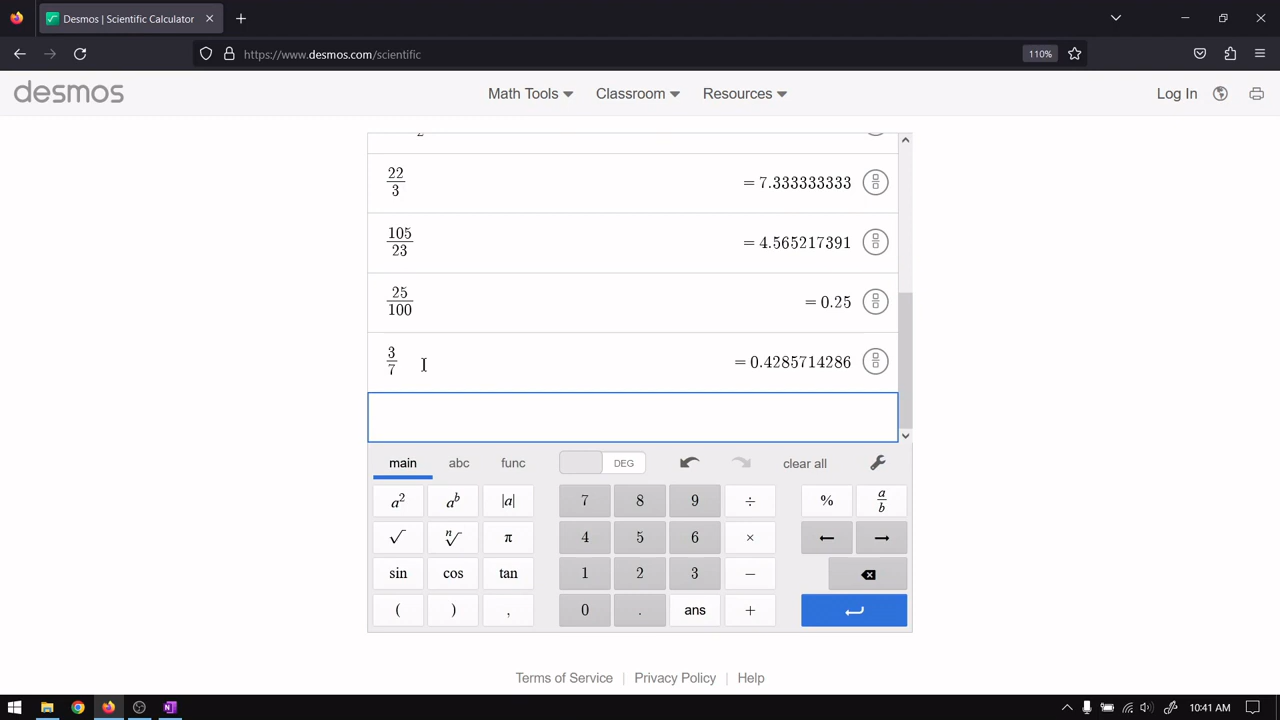 Desmos | Scientific Calculator
https://www.desmos.com/scientific
110%
desmos
Math Tools
Classroom
Resources
Log In
2
22/3 = 7.333333333
105/23 = 4.565217391
25/100 = 0.25
3/7 = 0.4285714286
main abc func DEG clear all
a² aᵇ |a| 7 8 9 ÷ % a/b
√ ⁿ√ π 4 5 6 × ← →
sin cos tan 1 2 3 −
( ) , 0 . ans +
Terms of Service | Privacy Policy | Help
10:41 AM